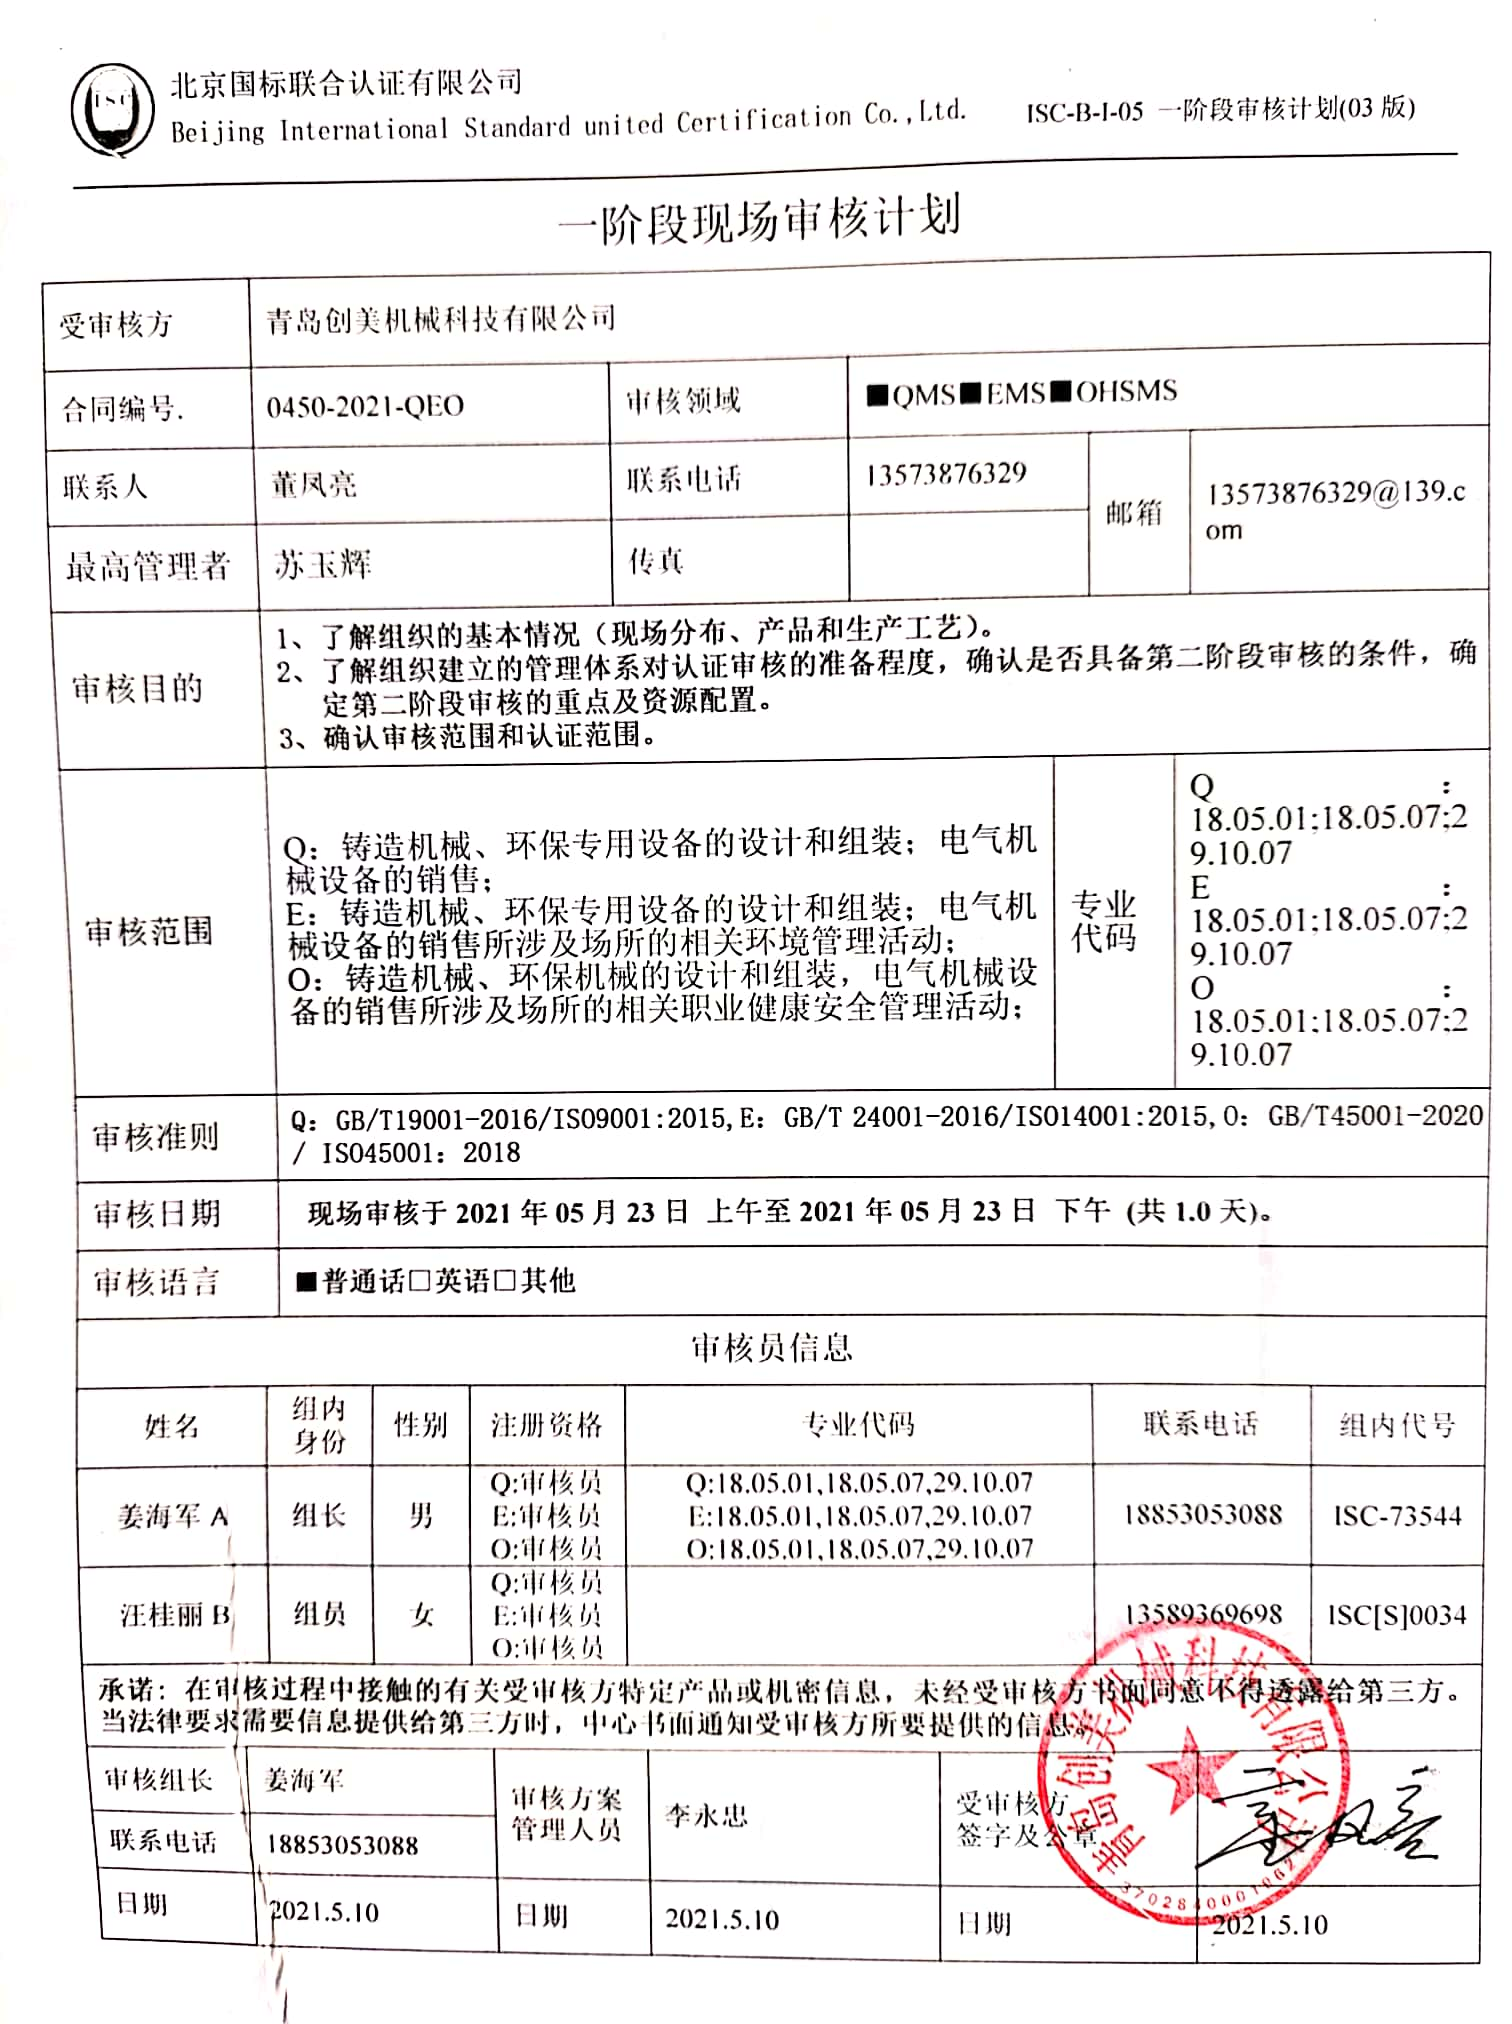 ISC
北京国标联合认证有限公司
Beijing International Standard united Certification Co.,Ltd.
ISC-B-I-05 一阶段审核计划(03 版)
一阶段现场审核计划
受审核方
青岛创美机械科技有限公司
合同编号.
0450-2021-QEO
审核领域
■QMS■EMS■OHSMS
联系人
董凤亮
联系电话
13573876329
邮箱
13573876329@139.c
om
最高管理者
苏玉辉
传真
审核目的
1、了解组织的基本情况（现场分布、产品和生产工艺）。
2、了解组织建立的管理体系对认证审核的准备程度，确认是否具备第二阶段审核的条件，确
定第二阶段审核的重点及资源配置。
3、确认审核范围和认证范围。
审核范围
Q：铸造机械、环保专用设备的设计和组装；电气机
械设备的销售；
E：铸造机械、环保专用设备的设计和组装；电气机
械设备的销售所涉及场所的相关环境管理活动；
O：铸造机械、环保机械的设计和组装，电气机械设
备的销售所涉及场所的相关职业健康安全管理活动；
专业
代码
Q：
18.05.01;18.05.07;2
9.10.07
E：
18.05.01;18.05.07;2
9.10.07
O：
18.05.01;18.05.07;2
9.10.07
审核准则
Q：GB/T19001-2016/ISO9001:2015,E：GB/T 24001-2016/ISO14001:2015,O：GB/T45001-2020
/ ISO45001：2018
审核日期
现场审核于 2021 年 05 月 23 日 上午至 2021 年 05 月 23 日 下午 (共 1.0 天)。
审核语言
■普通话□英语□其他
审核员信息
姓名
组内
身份
性别
注册资格
专业代码
联系电话
组内代号
姜海军 A
组长
男
Q:审核员
E:审核员
O:审核员
Q:18.05.01,18.05.07,29.10.07
E:18.05.01,18.05.07,29.10.07
O:18.05.01,18.05.07,29.10.07
18853053088
ISC-73544
汪桂丽 B
组员
女
Q:审核员
E:审核员
O:审核员
13589369698
ISC[S]0034
承诺：在审核过程中接触的有关受审核方特定产品或机密信息，未经受审核方书面同意不得透露给第三方。
当法律要求需要信息提供给第三方时，中心书面通知受审核方所要提供的信息。
审核组长
姜海军
审核方案
管理人员
李永忠
受审核方
签字及公章
青岛创美机械科技有限公司
联系电话
18853053088
日期
2021.5.10
日期
2021.5.10
日期
2021.5.10